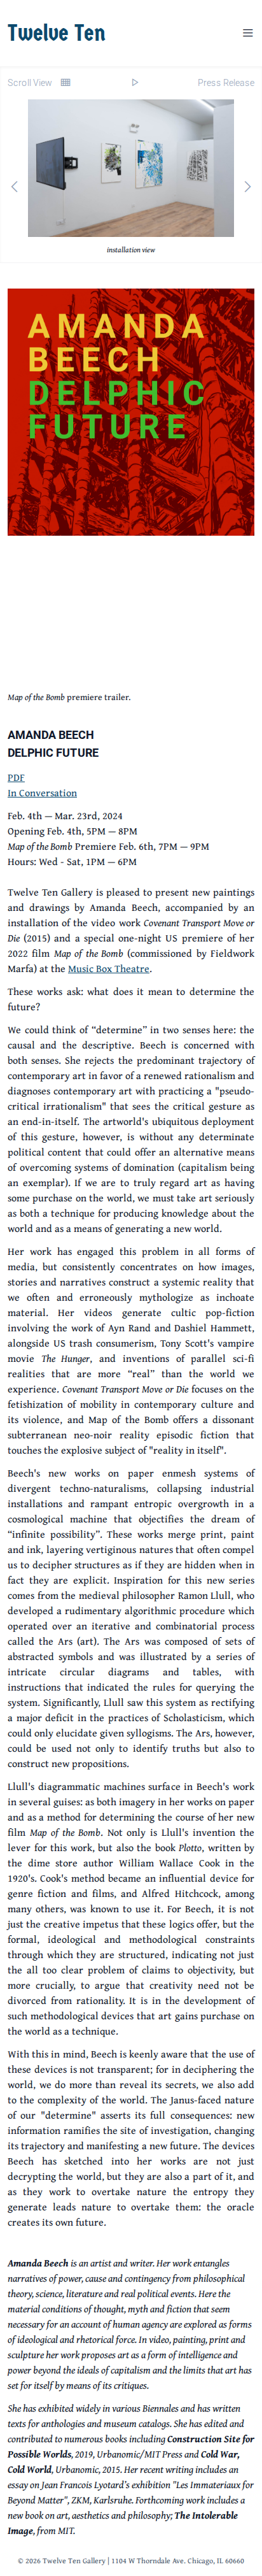 Twelve Ten
Scroll View
Press Release
installation view
AMANDA
BEECH
DELPHIC
FUTURE
Map of the Bomb premiere trailer.
AMANDA BEECH
DELPHIC FUTURE
PDF
In Conversation
Feb. 4th — Mar. 23rd, 2024
Opening Feb. 4th, 5PM — 8PM
Map of the Bomb Premiere Feb. 6th, 7PM — 9PM
Hours: Wed - Sat, 1PM — 6PM
Twelve Ten Gallery is pleased to present new paintings
and drawings by Amanda Beech, accompanied by an
installation of the video work Covenant Transport Move or
Die (2015) and a special one-night US premiere of her
2022 film Map of the Bomb (commissioned by Fieldwork
Marfa) at the Music Box Theatre.
These works ask: what does it mean to determine the
future?
We could think of “determine” in two senses here: the
causal and the descriptive. Beech is concerned with
both senses. She rejects the predominant trajectory of
contemporary art in favor of a renewed rationalism and
diagnoses contemporary art with practicing a "pseudo-
critical irrationalism" that sees the critical gesture as
an end-in-itself. The artworld's ubiquitous deployment
of this gesture, however, is without any determinate
political content that could offer an alternative means
of overcoming systems of domination (capitalism being
an exemplar). If we are to truly regard art as having
some purchase on the world, we must take art seriously
as both a technique for producing knowledge about the
world and as a means of generating a new world.
Her work has engaged this problem in all forms of
media, but consistently concentrates on how images,
stories and narratives construct a systemic reality that
we often and erroneously mythologize as inchoate
material. Her videos generate cultic pop-fiction
involving the work of Ayn Rand and Dashiel Hammett,
alongside US trash consumerism, Tony Scott's vampire
movie The Hunger, and inventions of parallel sci-fi
realities that are more “real” than the world we
experience. Covenant Transport Move or Die focuses on the
fetishization of mobility in contemporary culture and
its violence, and Map of the Bomb offers a dissonant
subterranean neo-noir reality episodic fiction that
touches the explosive subject of "reality in itself".
Beech's new works on paper enmesh systems of
divergent techno-naturalisms, collapsing industrial
installations and rampant entropic overgrowth in a
cosmological machine that objectifies the dream of
“infinite possibility”. These works merge print, paint
and ink, layering vertiginous natures that often compel
us to decipher structures as if they are hidden when in
fact they are explicit. Inspiration for this new series
comes from the medieval philosopher Ramon Llull, who
developed a rudimentary algorithmic procedure which
operated over an iterative and combinatorial process
called the Ars (art). The Ars was composed of sets of
abstracted symbols and was illustrated by a series of
intricate circular diagrams and tables, with
instructions that indicated the rules for querying the
system. Significantly, Llull saw this system as rectifying
a major deficit in the practices of Scholasticism, which
could only elucidate given syllogisms. The Ars, however,
could be used not only to identify truths but also to
construct new propositions.
Llull's diagrammatic machines surface in Beech's work
in several guises: as both imagery in her works on paper
and as a method for determining the course of her new
film Map of the Bomb. Not only is Llull's invention the
lever for this work, but also the book Plotto, written by
the dime store author William Wallace Cook in the
1920's. Cook's method became an influential device for
genre fiction and films, and Alfred Hitchcock, among
many others, was known to use it. For Beech, it is not
just the creative impetus that these logics offer, but the
formal, ideological and methodological constraints
through which they are structured, indicating not just
the all too clear problem of claims to objectivity, but
more crucially, to argue that creativity need not be
divorced from rationality. It is in the development of
such methodological devices that art gains purchase on
the world as a technique.
With this in mind, Beech is keenly aware that the use of
these devices is not transparent; for in deciphering the
world, we do more than reveal its secrets, we also add
to the complexity of the world. The Janus-faced nature
of our "determine" asserts its full consequences: new
information ramifies the site of investigation, changing
its trajectory and manifesting a new future. The devices
Beech has sketched into her works are not just
decrypting the world, but they are also a part of it, and
as they work to overtake nature the entropy they
generate leads nature to overtake them: the oracle
creates its own future.
Amanda Beech is an artist and writer. Her work entangles
narratives of power, cause and contingency from philosophical
theory, science, literature and real political events. Here the
material conditions of thought, myth and fiction that seem
necessary for an account of human agency are explored as forms
of ideological and rhetorical force. In video, painting, print and
sculpture her work proposes art as a form of intelligence and
power beyond the ideals of capitalism and the limits that art has
set for itself by means of its critiques.
She has exhibited widely in various Biennales and has written
texts for anthologies and museum catalogs. She has edited and
contributed to numerous books including Construction Site for
Possible Worlds, 2019, Urbanomic/MIT Press and Cold War,
Cold World, Urbanomic, 2015. Her recent writing includes an
essay on Jean Francois Lyotard's exhibition "Les Immateriaux for
Beyond Matter", ZKM, Karlsruhe. Forthcoming work includes a
new book on art, aesthetics and philosophy; The Intolerable
Image, from MIT.
© 2026 Twelve Ten Gallery | 1104 W Thorndale Ave. Chicago, IL 60660